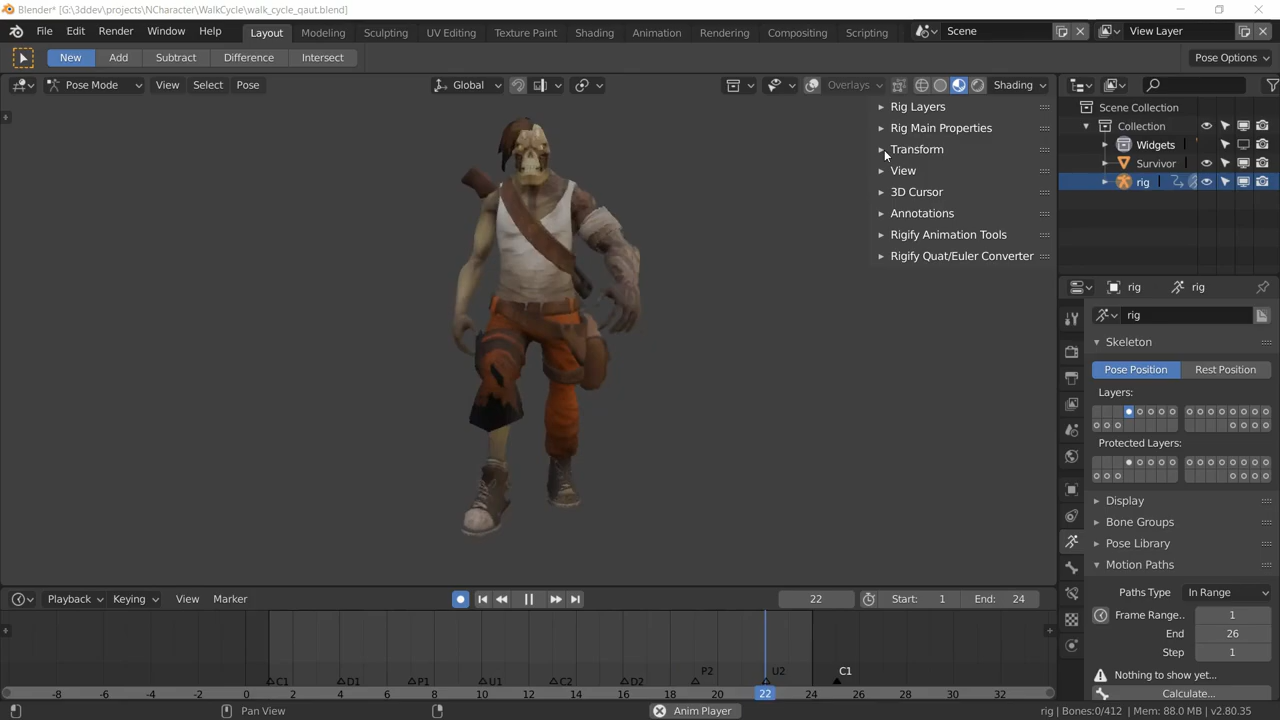 Blender* [G:\3ddev\projects\NCharacter\WalkCycle\walk_cycle_qaut.blend]
File Edit Render Window Help Layout Modeling Sculpting UV Editing Texture Paint Shading Animation Rendering Compositing Scripting Scene View Layer
New Add Subtract Difference Intersect Pose Options
Pose Mode View Select Pose Global Overlays Shading
Rig Layers
Rig Main Properties
Transform
View
3D Cursor
Annotations
Rigify Animation Tools
Rigify Quat/Euler Converter
Scene Collection
Collection
Widgets
Survivor
rig
rig rig
rig
Skeleton
Pose Position Rest Position
Layers:
Protected Layers:
Display
Bone Groups
Pose Library
Motion Paths
Paths Type In Range
Frame Range.. 1
End 26
Step 1
Nothing to show yet...
Calculate...
Playback Keying View Marker 22 Start: 1 End: 24
C1 D1 P1 U1 C2 D2 P2 U2 C1
-8 -6 -4 -2 0 2 4 6 8 10 12 14 16 18 20 22 24 26 28 30 32
Pan View Anim Player rig | Bones:0/412 | Mem: 88.0 MB | v2.80.35